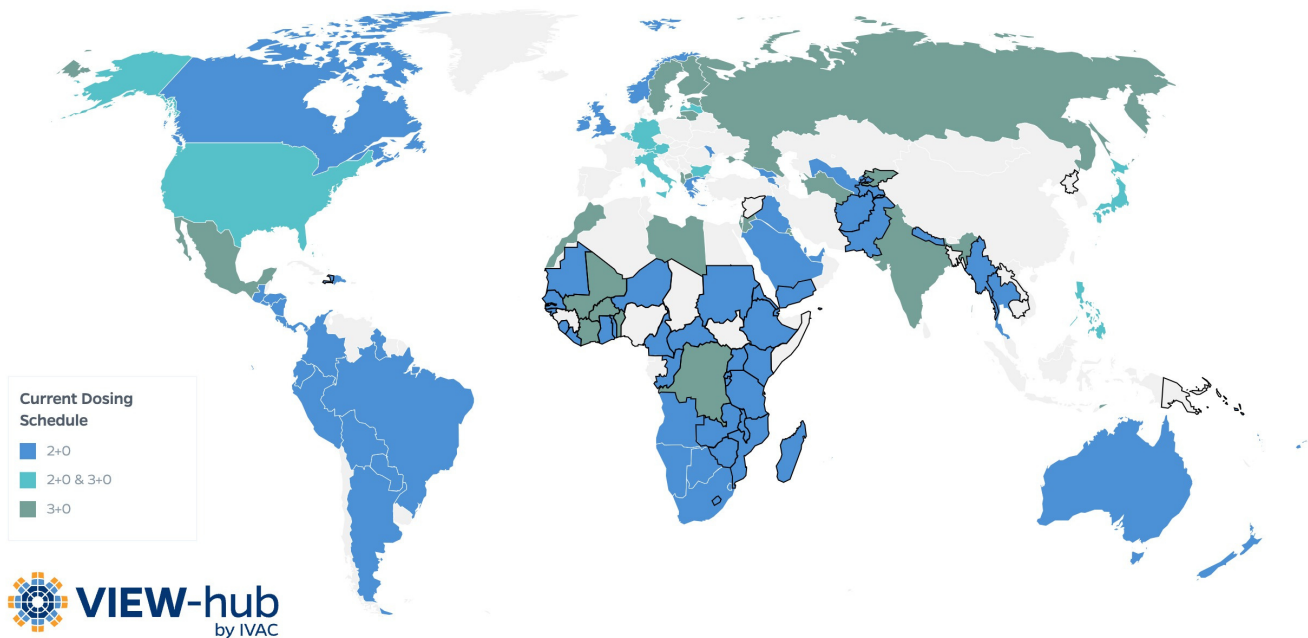 Current Dosing
Schedule
2+0
2+0 & 3+0
3+0
VIEW-hub
by IVAC